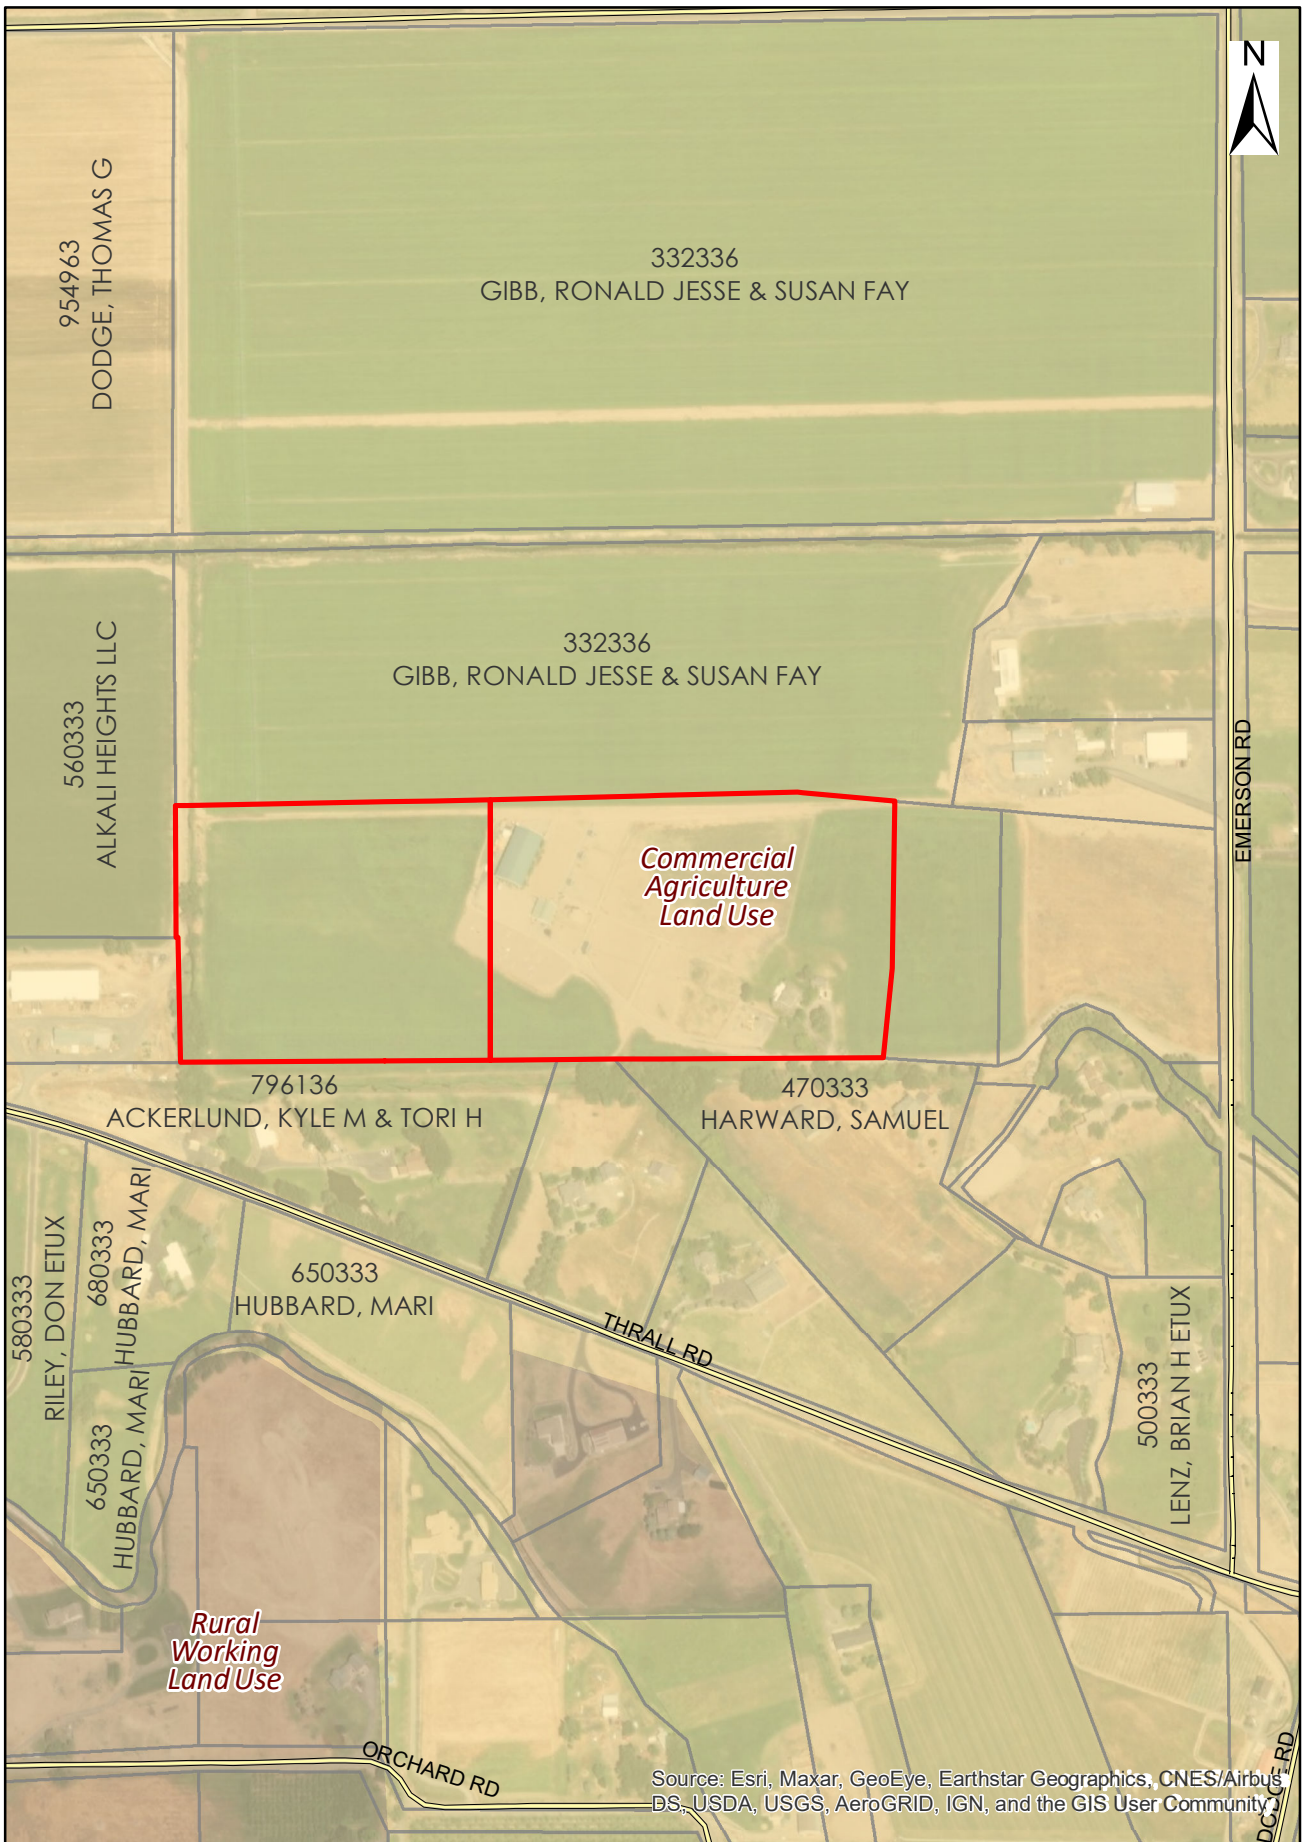 N
954963
DODGE, THOMAS G
332336
GIBB, RONALD JESSE & SUSAN FAY
560333
ALKALI HEIGHTS LLC
332336
GIBB, RONALD JESSE & SUSAN FAY
EMERSON RD
Commercial
Agriculture
Land Use
796136
ACKERLUND, KYLE M & TORI H
470333
HARWARD, SAMUEL
580333
RILEY, DON ETUX
680333
HUBBARD, MARI
650333
HUBBARD, MARI
650333
HUBBARD, MARI
THRALL RD
500333
LENZ, BRIAN H ETUX
Rural
Working
Land Use
ORCHARD RD
DODGE RD
Source: Esri, Maxar, GeoEye, Earthstar Geographics, CNES/Airbus
DS, USDA, USGS, AeroGRID, IGN, and the GIS User Community